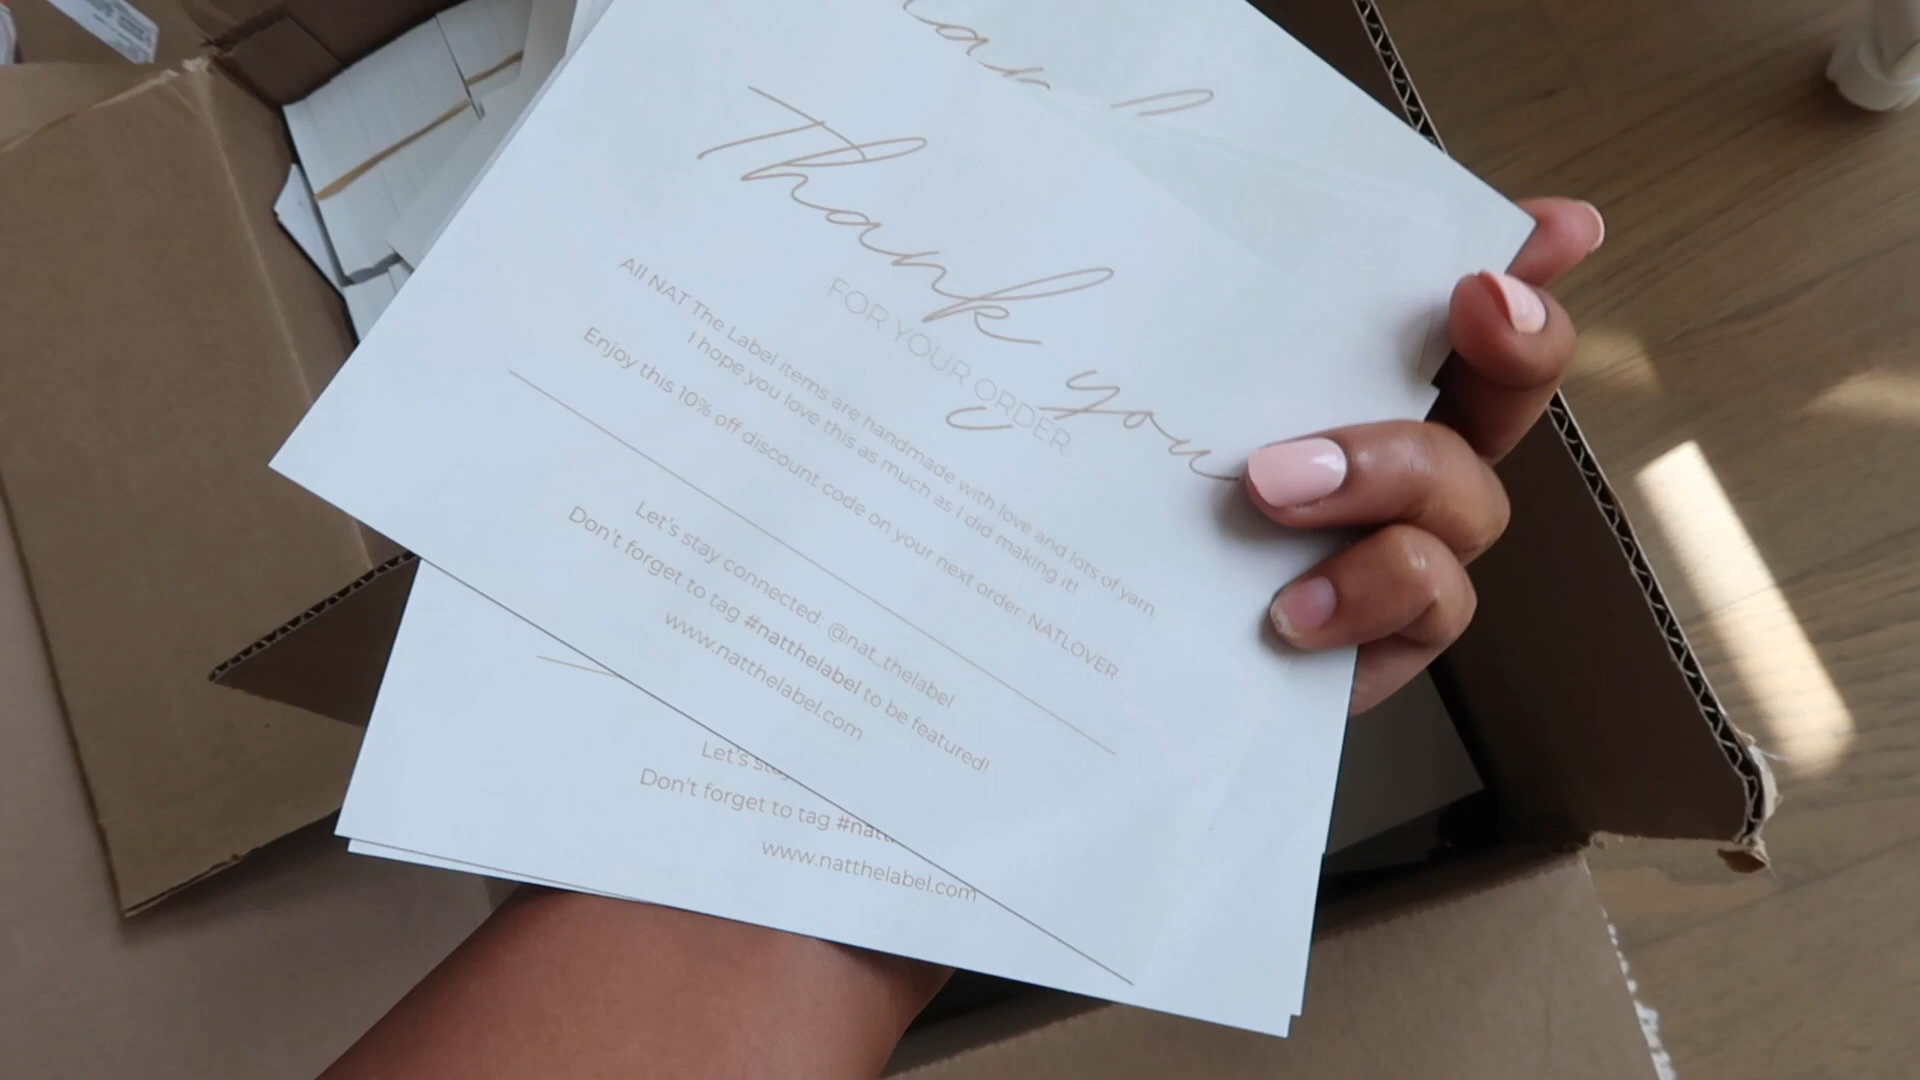 Thank you
FOR YOUR ORDER
All NAT The Label items are handmade with love and lots of yarn.
I hope you love this as much as I did making it!
Enjoy this 10% off discount code on your next order: NATLOVER
Let's stay connected: @nat_thelabel
Don't forget to tag #natthelabel to be featured!
www.natthelabel.com
Let's stay
Don't forget to tag #natt
www.natthelabel.com